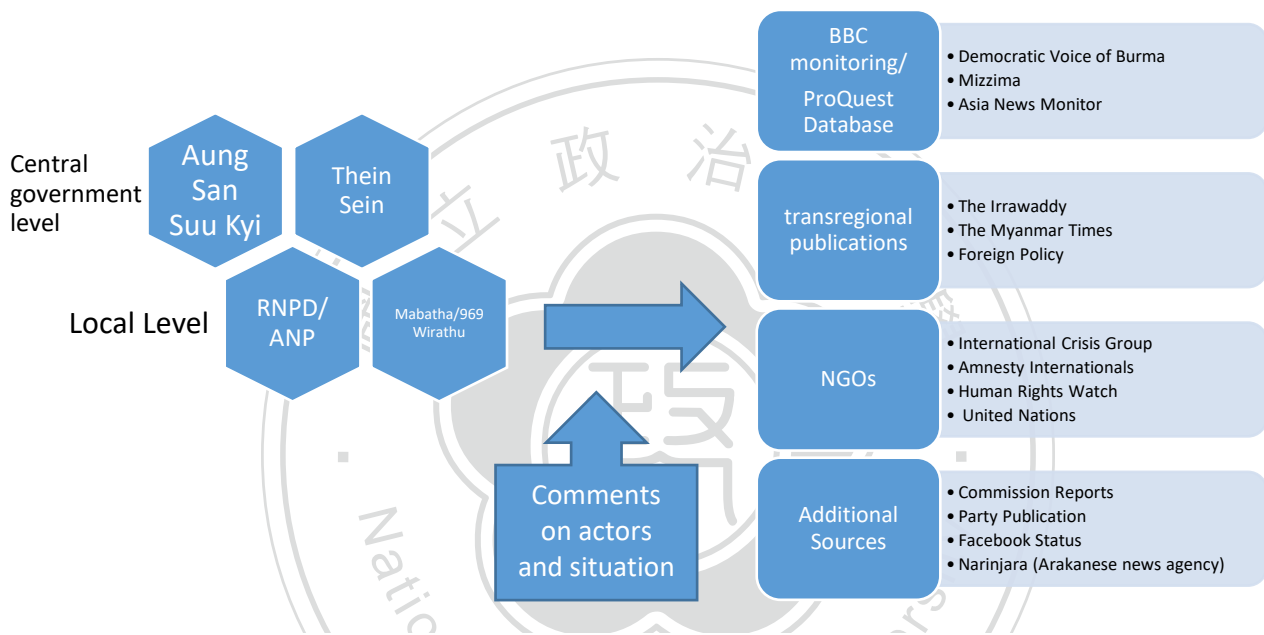 Central
government
level
Aung
San
Suu Kyi
Thein
Sein
Local Level
RNPD/
ANP
Mabatha/969
Wirathu
Comments
on actors
and situation
BBC
monitoring/
ProQuest
Database
• Democratic Voice of Burma
• Mizzima
• Asia News Monitor
transregional
publications
• The Irrawaddy
• The Myanmar Times
• Foreign Policy
NGOs
• International Crisis Group
• Amnesty Internationals
• Human Rights Watch
• United Nations
Additional
Sources
• Commission Reports
• Party Publication
• Facebook Status
• Narinjara (Arakanese news agency)
立政治
政
Natio